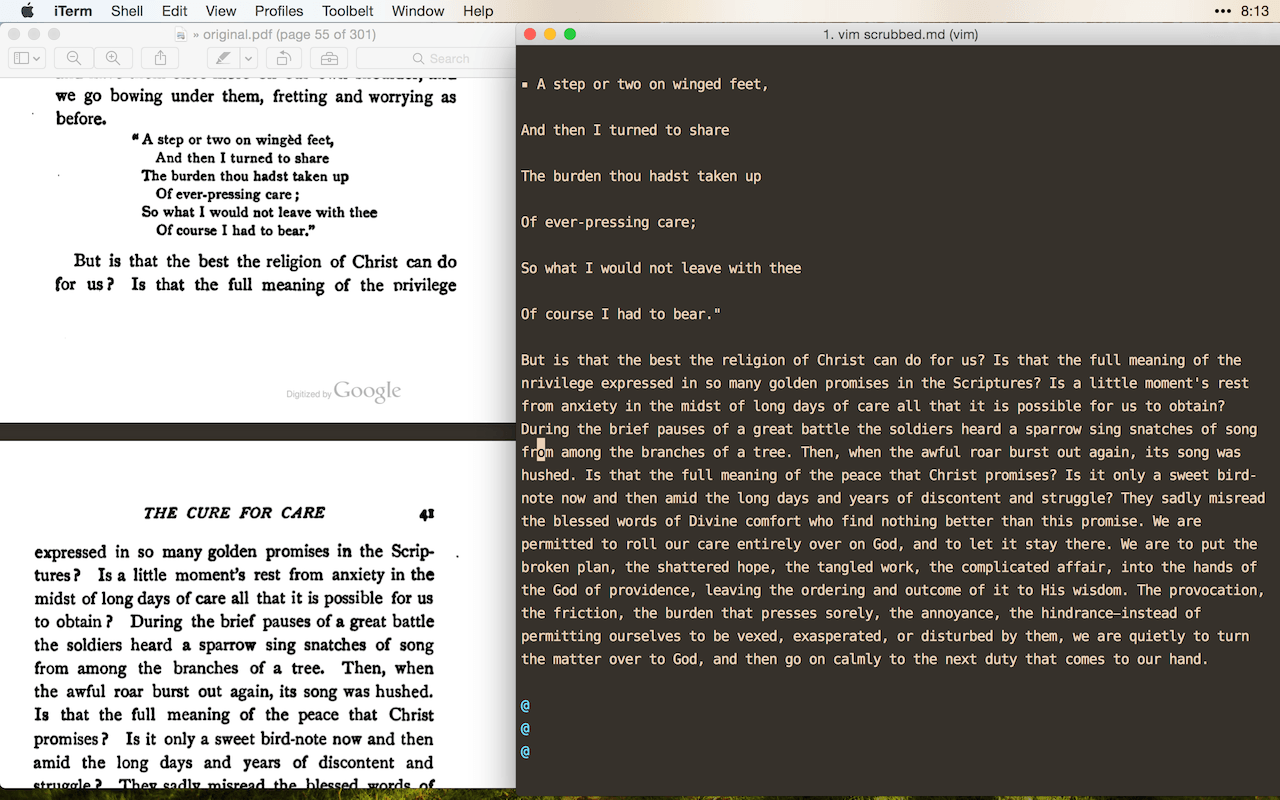 iTerm Shell Edit View Profiles Toolbelt Window Help ••• 8:13
» original.pdf (page 55 of 301)
Search
we go bowing under them, fretting and worrying as
before.
“A step or two on wingèd feet,
And then I turned to share
The burden thou hadst taken up
Of ever-pressing care;
So what I would not leave with thee
Of course I had to bear.”
But is that the best the religion of Christ can do
for us? Is that the full meaning of the privilege
Digitized by Google
THE CURE FOR CARE 41
expressed in so many golden promises in the Scrip-
tures? Is a little moment’s rest from anxiety in the
midst of long days of care all that it is possible for us
to obtain? During the brief pauses of a great battle
the soldiers heard a sparrow sing snatches of song
from among the branches of a tree. Then, when
the awful roar burst out again, its song was hushed.
Is that the full meaning of the peace that Christ
promises? Is it only a sweet bird-note now and then
amid the long days and years of discontent and
struggle? They sadly misread the blessed words of
1. vim scrubbed.md (vim)
▪ A step or two on winged feet,
And then I turned to share
The burden thou hadst taken up
Of ever-pressing care;
So what I would not leave with thee
Of course I had to bear."
But is that the best the religion of Christ can do for us? Is that the full meaning of the
nrivilege expressed in so many golden promises in the Scriptures? Is a little moment's rest
from anxiety in the midst of long days of care all that it is possible for us to obtain?
During the brief pauses of a great battle the soldiers heard a sparrow sing snatches of song
from among the branches of a tree. Then, when the awful roar burst out again, its song was
hushed. Is that the full meaning of the peace that Christ promises? Is it only a sweet bird-
note now and then amid the long days and years of discontent and struggle? They sadly misread
the blessed words of Divine comfort who find nothing better than this promise. We are
permitted to roll our care entirely over on God, and to let it stay there. We are to put the
broken plan, the shattered hope, the tangled work, the complicated affair, into the hands of
the God of providence, leaving the ordering and outcome of it to His wisdom. The provocation,
the friction, the burden that presses sorely, the annoyance, the hindrance—instead of
permitting ourselves to be vexed, exasperated, or disturbed by them, we are quietly to turn
the matter over to God, and then go on calmly to the next duty that comes to our hand.
@
@
@